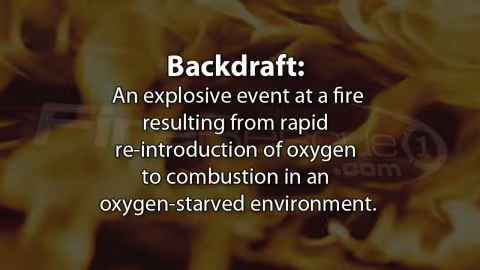 Backdraft:
An explosive event at a fire
resulting from rapid
re-introduction of oxygen
to combustion in an
oxygen-starved environment.